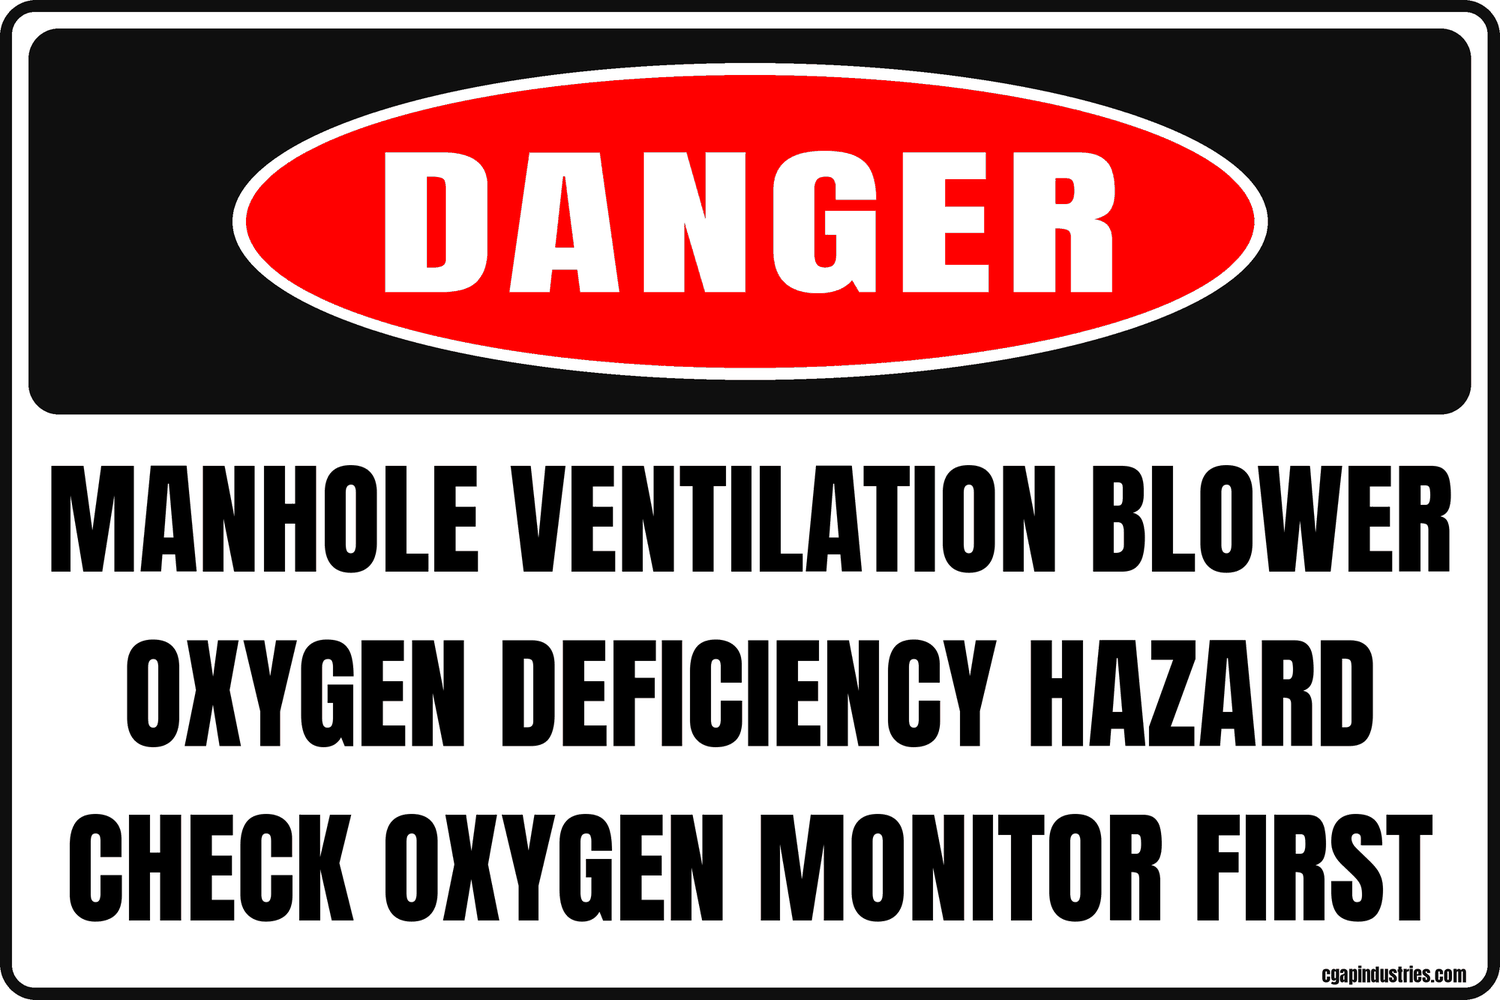 DANGER
MANHOLE VENTILATION BLOWER
OXYGEN DEFICIENCY HAZARD
CHECK OXYGEN MONITOR FIRST
cgapindustries.com